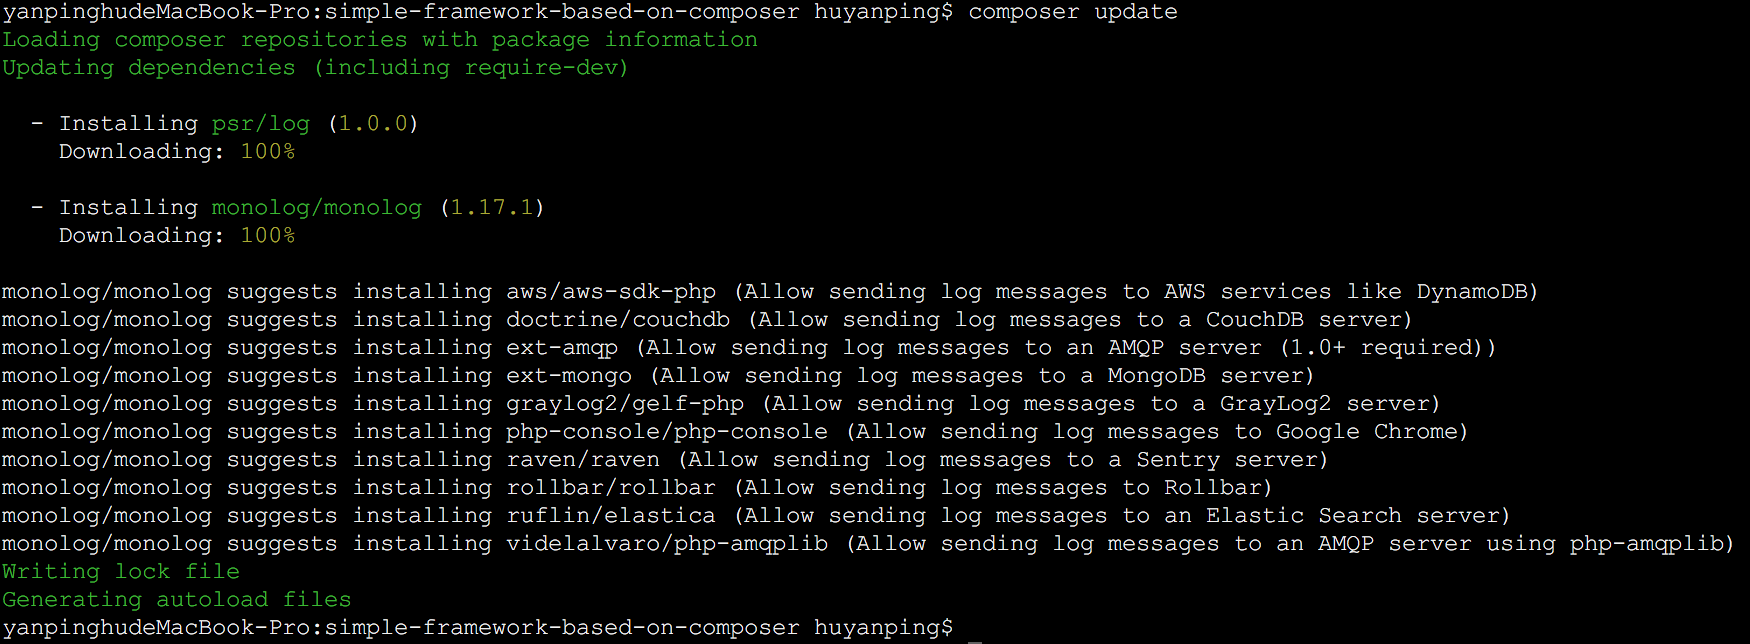 yanpinghudeMacBook-Pro:simple-framework-based-on-composer huyanping$ composer update
Loading composer repositories with package information
Updating dependencies (including require-dev)
- Installing psr/log (1.0.0)
Downloading: 100%
- Installing monolog/monolog (1.17.1)
Downloading: 100%
monolog/monolog suggests installing aws/aws-sdk-php (Allow sending log messages to AWS services like DynamoDB)
monolog/monolog suggests installing doctrine/couchdb (Allow sending log messages to a CouchDB server)
monolog/monolog suggests installing ext-amqp (Allow sending log messages to an AMQP server (1.0+ required))
monolog/monolog suggests installing ext-mongo (Allow sending log messages to a MongoDB server)
monolog/monolog suggests installing graylog2/gelf-php (Allow sending log messages to a GrayLog2 server)
monolog/monolog suggests installing php-console/php-console (Allow sending log messages to Google Chrome)
monolog/monolog suggests installing raven/raven (Allow sending log messages to a Sentry server)
monolog/monolog suggests installing rollbar/rollbar (Allow sending log messages to Rollbar)
monolog/monolog suggests installing ruflin/elastica (Allow sending log messages to an Elastic Search server)
monolog/monolog suggests installing videlalvaro/php-amqplib (Allow sending log messages to an AMQP server using php-amqplib)
Writing lock file
Generating autoload files
yanpinghudeMacBook-Pro:simple-framework-based-on-composer huyanping$